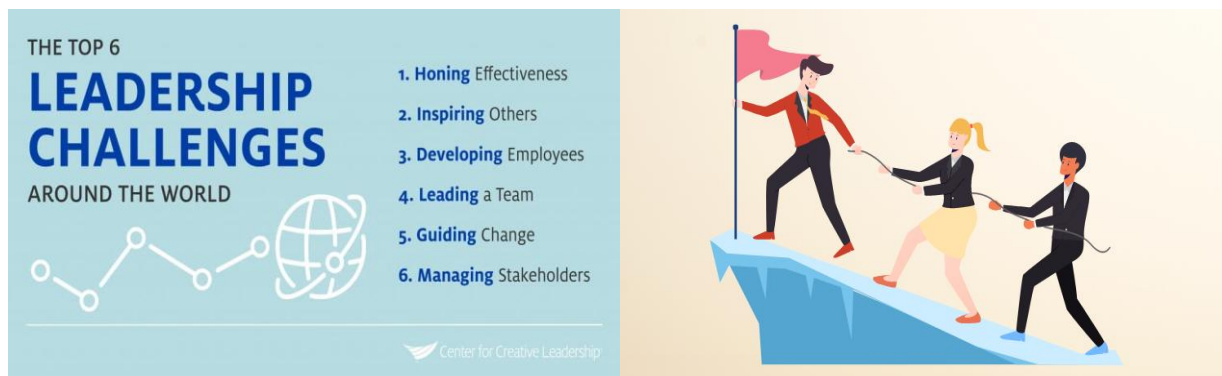 THE TOP 6
LEADERSHIP
CHALLENGES
AROUND THE WORLD
1. Honing Effectiveness
2. Inspiring Others
3. Developing Employees
4. Leading a Team
5. Guiding Change
6. Managing Stakeholders
Center for Creative Leadership